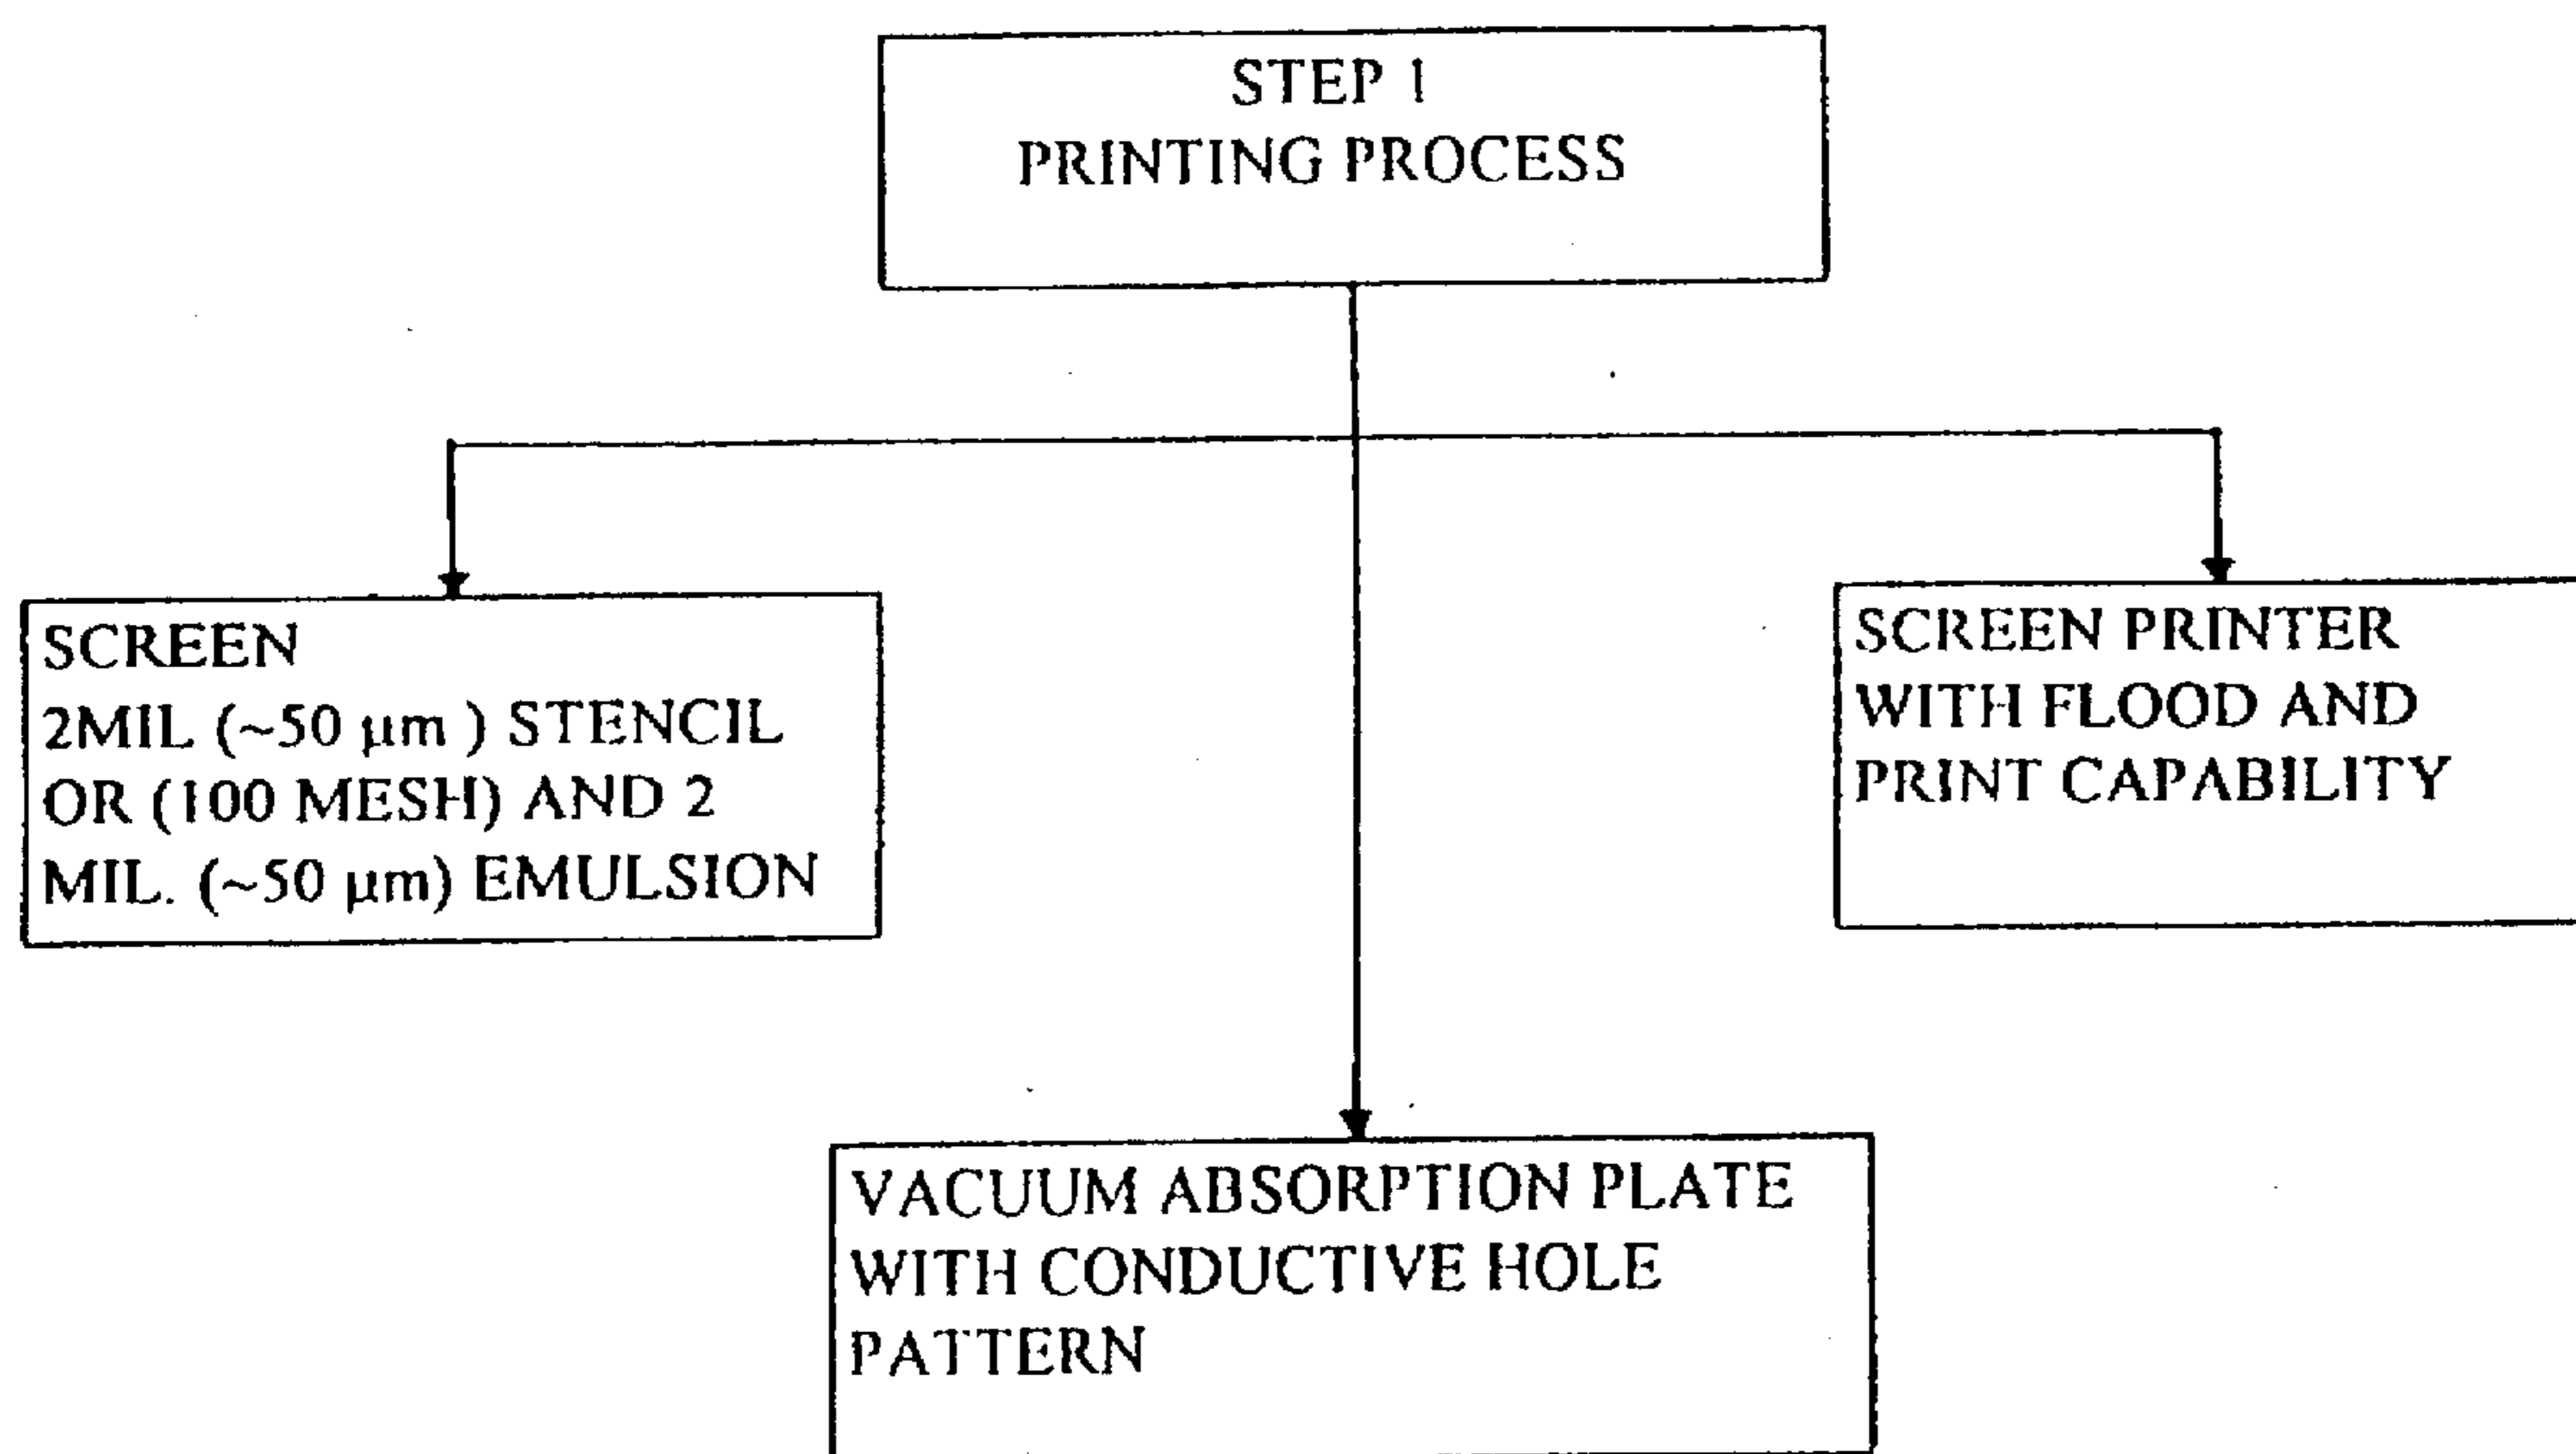 STEP 1
PRINTING PROCESS
SCREEN
2MIL (~50 µm ) STENCIL
OR (100 MESH) AND 2
MIL. (~50 µm) EMULSION
SCREEN PRINTER
WITH FLOOD AND
PRINT CAPABILITY
VACUUM ABSORPTION PLATE
WITH CONDUCTIVE HOLE
PATTERN